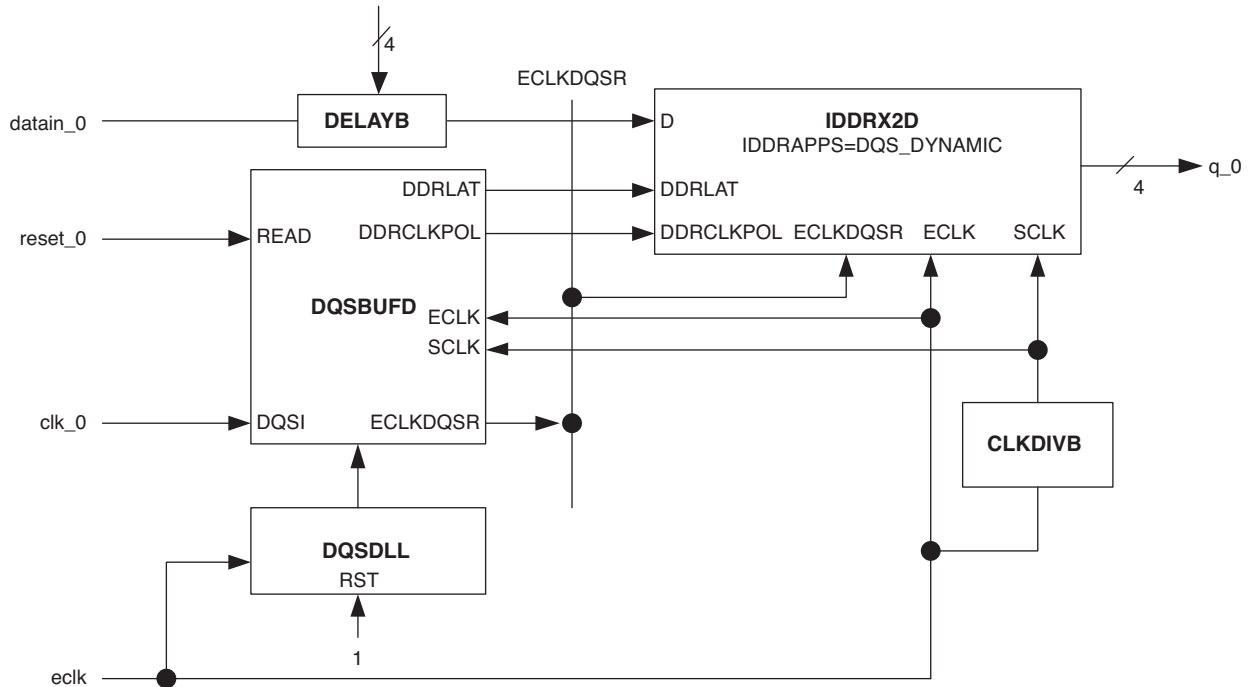 4
ECLKDQSR
datain_0
DELAYB
D
IDDRX2D
IDDRAPPS=DQS_DYNAMIC
4
q_0
DDRLAT
DDRLAT
reset_0
READ
DDRCLKPOL
DDRCLKPOL
ECLKDQSR
ECLK
SCLK
DQSBUFD
ECLK
SCLK
clk_0
DQSI
ECLKDQSR
CLKDIVB
DQSDLL
RST
1
eclk